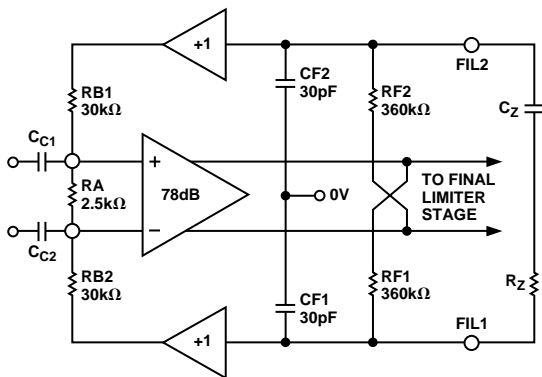 +1
FIL2
CF2
30pF
RF2
360kΩ
RB1
30kΩ
CZ
CC1
+
RA
2.5kΩ
78dB
0V
TO FINAL
LIMITER
STAGE
CC2
–
RB2
30kΩ
CF1
30pF
RF1
360kΩ
RZ
+1
FIL1